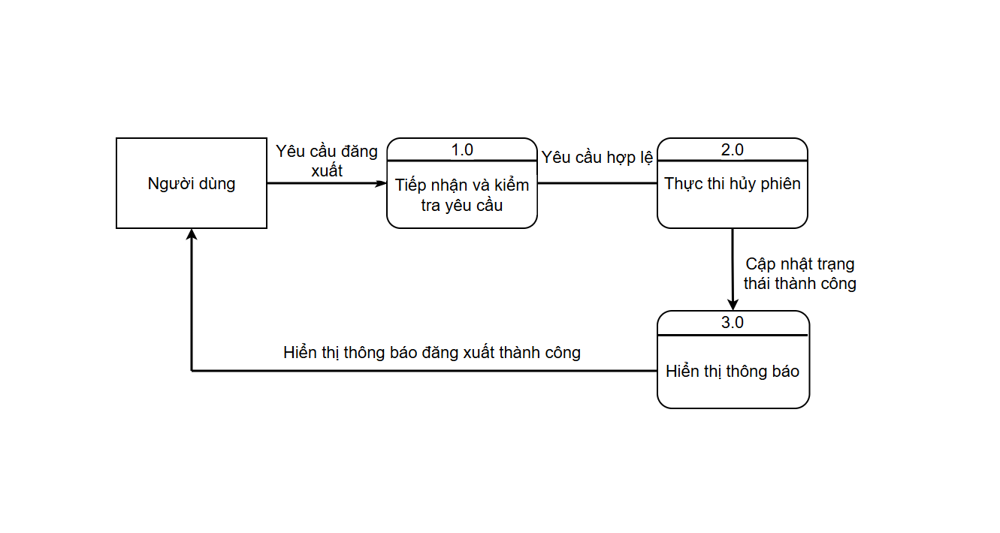 Người dùng
Yêu cầu đăng
xuất
1.0
Tiếp nhận và kiểm
tra yêu cầu
Yêu cầu hợp lệ
2.0
Thực thi hủy phiên
Cập nhật trạng
thái thành công
3.0
Hiển thị thông báo
Hiển thị thông báo đăng xuất thành công